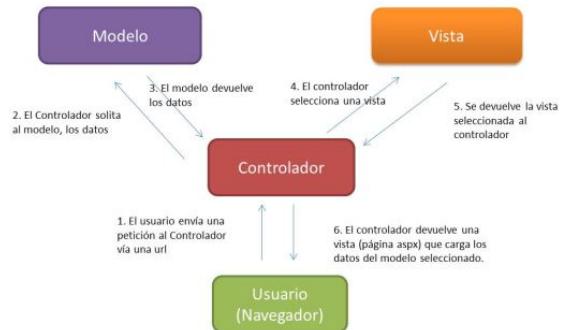 Modelo
Vista
3. El modelo devuelve
los datos
4. El controlador
selecciona una vista
2. El Controlador solita
al modelo, los datos
5. Se devuelve la vista
seleccionada al
controlador
Controlador
1. El usuario envía una
petición al Controlador
vía una url
6. El controlador devuelve una
vista (página aspx) que carga los
datos del modelo seleccionado.
Usuario
(Navegador)